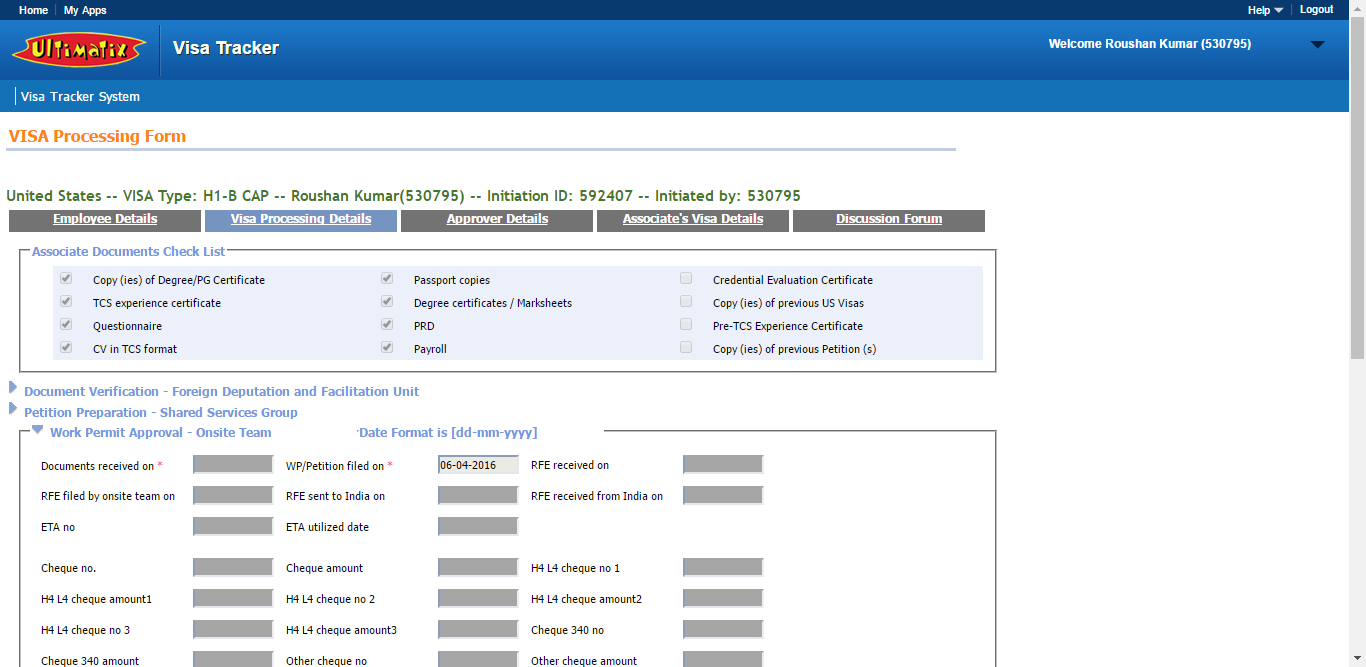 Home My Apps Help Logout
Ultimatix Visa Tracker Welcome Roushan Kumar (530795)
Visa Tracker System
VISA Processing Form
United States -- VISA Type: H1-B CAP -- Roushan Kumar(530795) -- Initiation ID: 592407 -- Initiated by: 530795
Employee Details Visa Processing Details Approver Details Associate's Visa Details Discussion Forum
Associate Documents Check List
Copy (ies) of Degree/PG Certificate Passport copies Credential Evaluation Certificate
TCS experience certificate Degree certificates / Marksheets Copy (ies) of previous US Visas
Questionnaire PRD Pre-TCS Experience Certificate
CV in TCS format Payroll Copy (ies) of previous Petition (s)
Document Verification - Foreign Deputation and Facilitation Unit
Petition Preparation - Shared Services Group
Work Permit Approval - Onsite Team 'Date Format is [dd-mm-yyyy]
Documents received on * WP/Petition filed on * 06-04-2016 RFE received on
RFE filed by onsite team on RFE sent to India on RFE received from India on
ETA no ETA utilized date
Cheque no. Cheque amount H4 L4 cheque no 1
H4 L4 cheque amount1 H4 L4 cheque no 2 H4 L4 cheque amount2
H4 L4 cheque no 3 H4 L4 cheque amount3 Cheque 340 no
Cheque 340 amount Other cheque no Other cheque amount